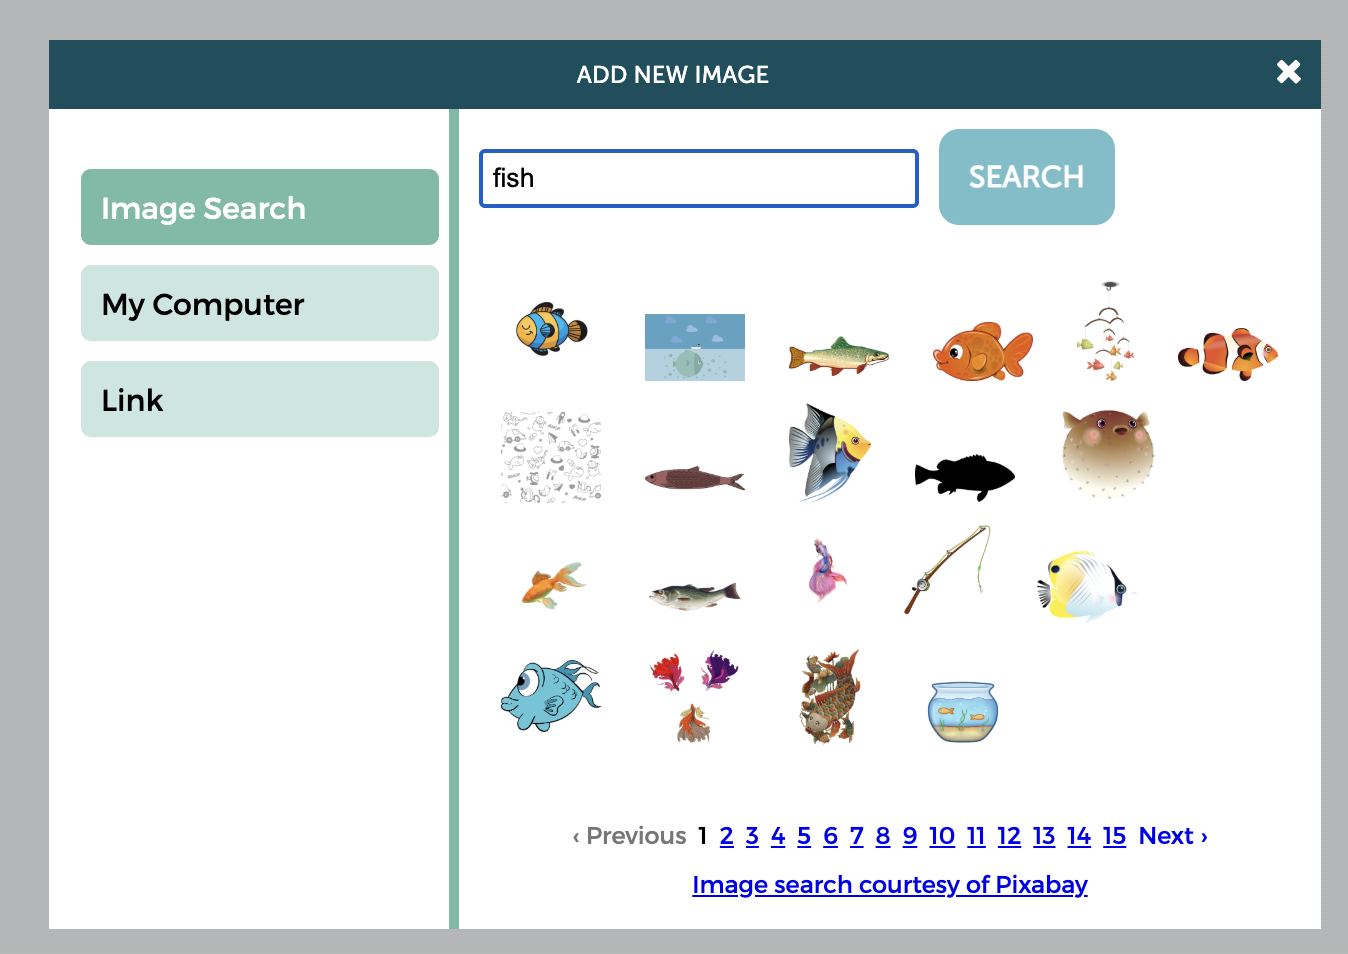 ADD NEW IMAGE
Image Search
My Computer
Link
fish
SEARCH
‹ Previous 1 2 3 4 5 6 7 8 9 10 11 12 13 14 15 Next ›
Image search courtesy of Pixabay